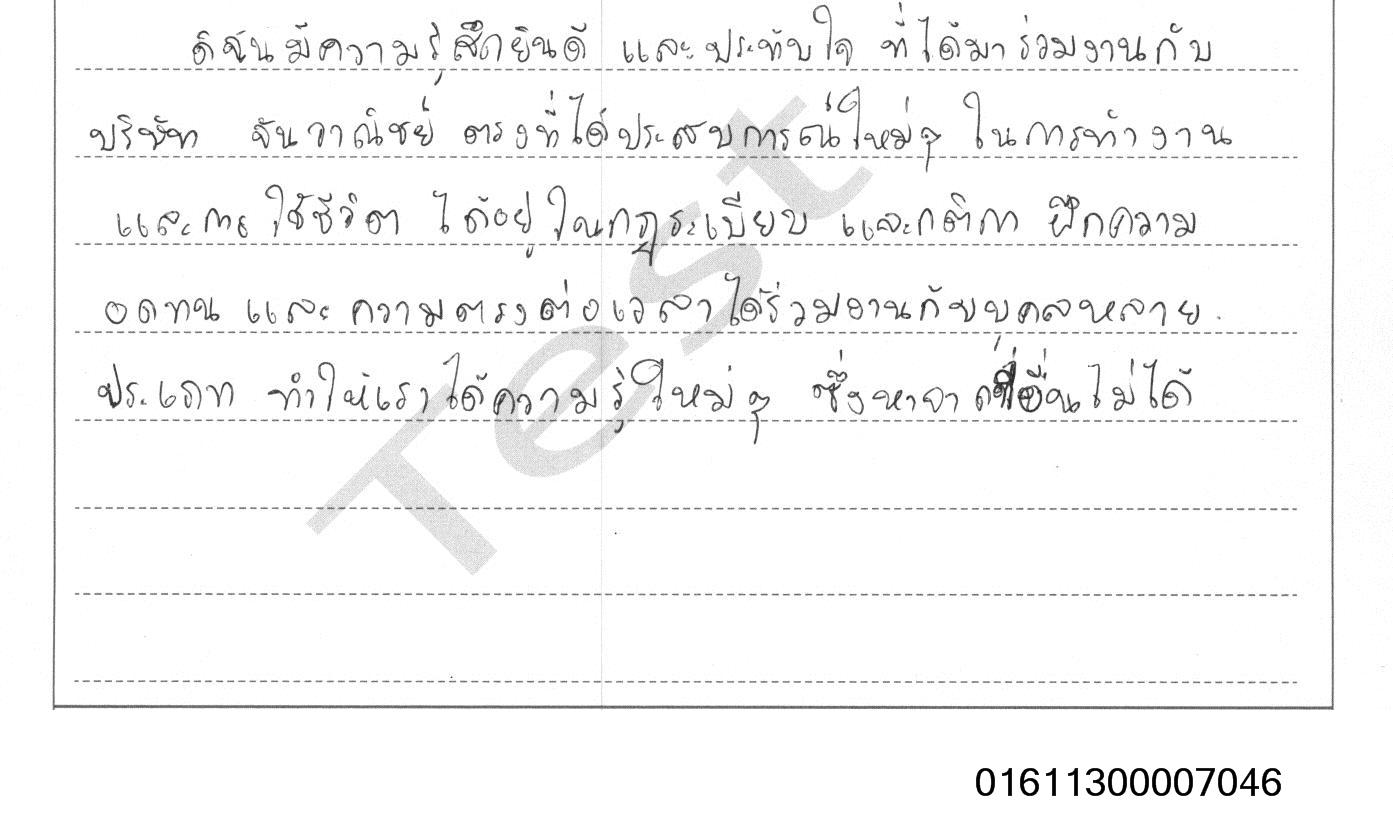 ดิฉันมีความรู้สึกยินดี และประทับใจ ที่ได้มาร่วมงานกับ
บริษัท จันวาณิชย์ ตรงที่ได้ประสบการณ์ใหม่ๆ ในการทำงาน
และการใช้ชีวิต ได้อยู่ในกฎระเบียบ และกติกา ฝึกความ
อดทน และความตรงต่อเวลาได้ร่วมงานกับบุคลหลาย
ประเภท ทำให้เราได้ความรู้ใหม่ๆ ซึ่งหาจากที่อื่นไม่ได้
Test
01611300007046